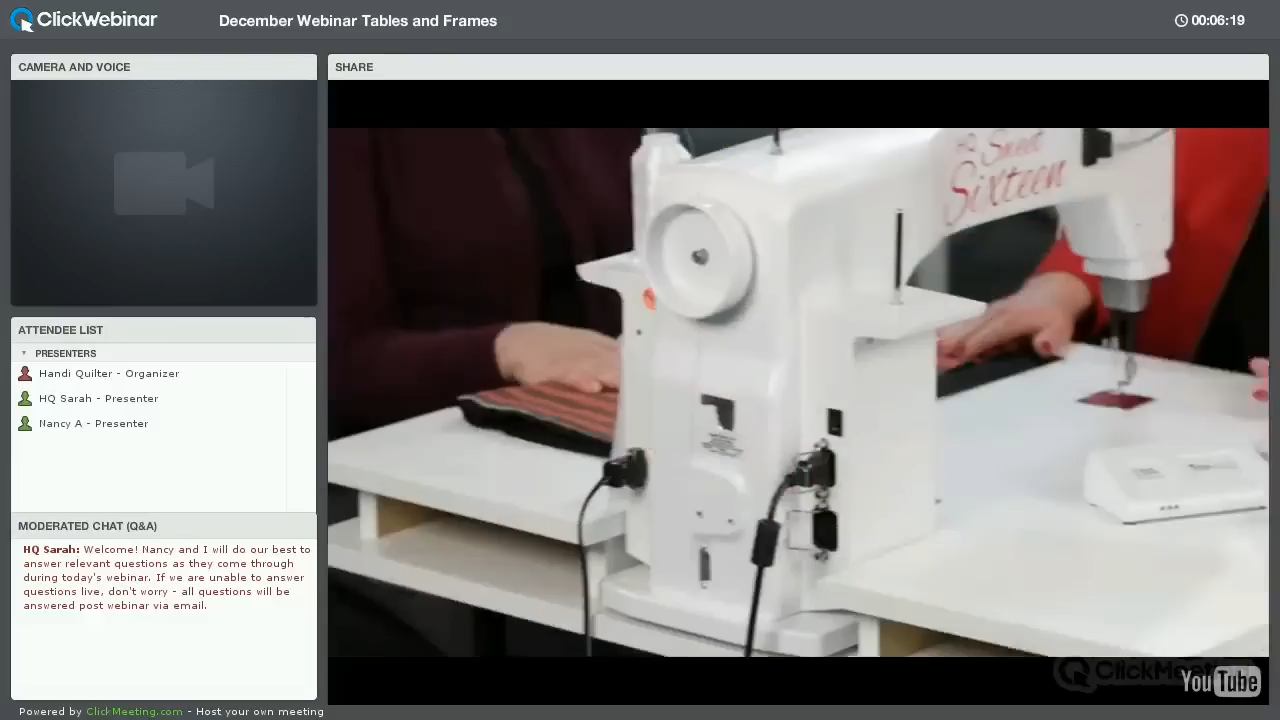 ClickWebinar
December Webinar Tables and Frames
00:06:19
CAMERA AND VOICE
SHARE
ATTENDEE LIST
PRESENTERS
Handi Quilter - Organizer
HQ Sarah - Presenter
Nancy A - Presenter
MODERATED CHAT (Q&A)
HQ Sarah: Welcome! Nancy and I will do our best to
answer relevant questions as they come through
during today's webinar. If we are unable to answer
questions live, don't worry - all questions will be
answered post webinar via email.
HQ Sweet
Sixteen
ClickMeeting
YouTube
Powered by ClickMeeting.com - Host your own meeting